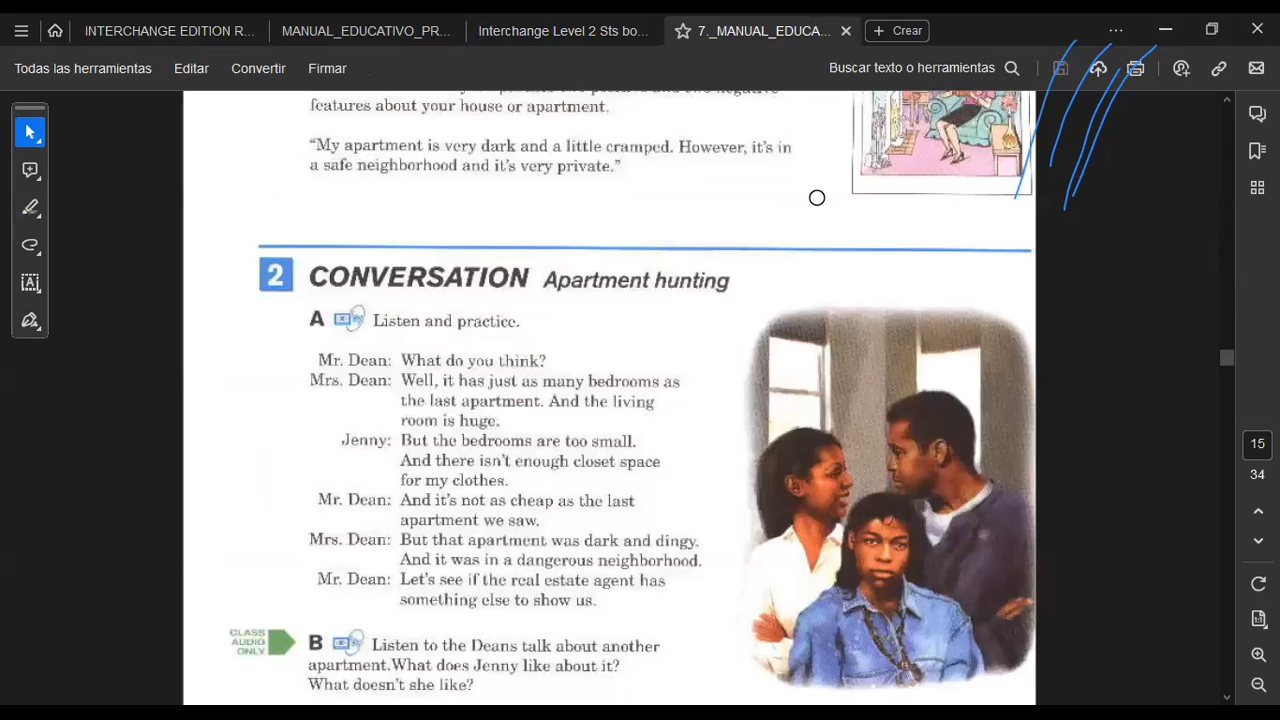 INTERCHANGE EDITION R... MANUAL_EDUCATIVO_PR... Interchange Level 2 Sts bo... 7._MANUAL_EDUCA... + Crear
Todas las herramientas Editar Convertir Firmar Buscar texto o herramientas
features about your house or apartment.
"My apartment is very dark and a little cramped. However, it's in
a safe neighborhood and it's very private."
2 CONVERSATION Apartment hunting
A Listen and practice.
Mr. Dean: What do you think?
Mrs. Dean: Well, it has just as many bedrooms as
the last apartment. And the living
room is huge.
Jenny: But the bedrooms are too small.
And there isn't enough closet space
for my clothes.
Mr. Dean: And it's not as cheap as the last
apartment we saw.
Mrs. Dean: But that apartment was dark and dingy.
And it was in a dangerous neighborhood.
Mr. Dean: Let's see if the real estate agent has
something else to show us.
CLASS
AUDIO
ONLY
B Listen to the Deans talk about another
apartment.What does Jenny like about it?
What doesn't she like?
15
34